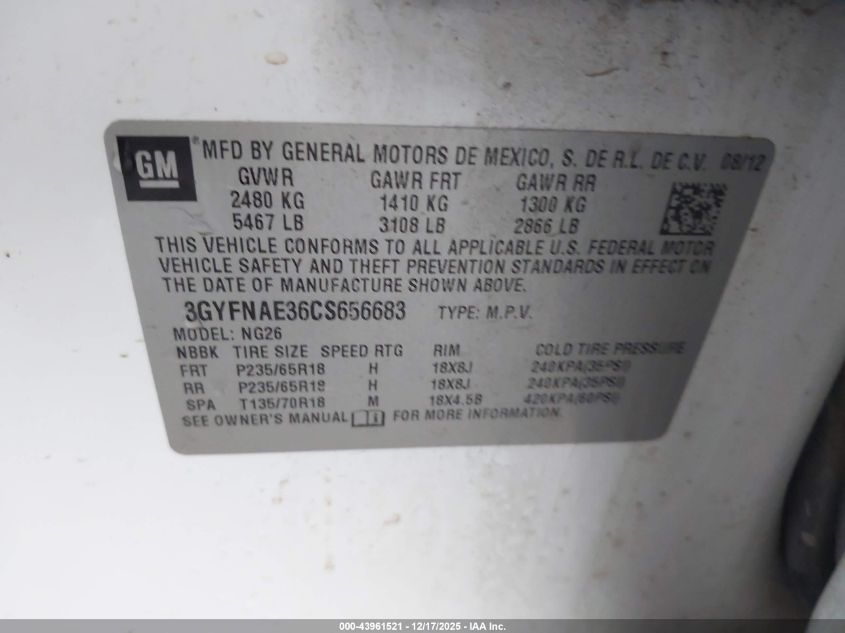 GM *MFD BY GENERAL MOTORS DE MEXICO, S. DE R.L. DE C.V. 08/12
GVWR GAWR FRT GAWR RR
2480 KG 1410 KG 1300 KG
5467 LB 3108 LB 2866 LB
THIS VEHICLE CONFORMS TO ALL APPLICABLE U.S. FEDERAL MOTOR
VEHICLE SAFETY AND THEFT PREVENTION STANDARDS IN EFFECT ON
THE DATE OF MANUFACTURE SHOWN ABOVE.
3GYFNAE36CS656683 TYPE: M.P.V.
MODEL: NG26
NBBK TIRE SIZE SPEED RTG RIM COLD TIRE PRESSURE
FRT P235/65R18 H 18X8J 240KPA(35PSI)
RR P235/65R18 H 18X8J 240KPA(35PSI)
SPA T135/70R18 M 18X4.5B 420KPA(60PSI)
SEE OWNER'S MANUAL FOR MORE INFORMATION.
000-43961521 - 12/17/2025 - IAA Inc.